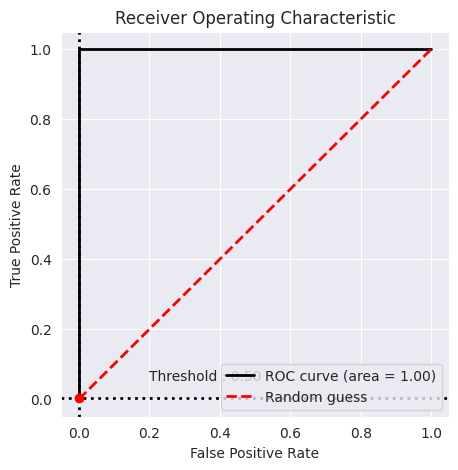 Receiver Operating Characteristic
True Positive Rate
1.0
0.8
0.6
0.4
0.2
0.0
Threshold : 0.50
ROC curve (area = 1.00)
Random guess
0.0 0.2 0.4 0.6 0.8 1.0
False Positive Rate